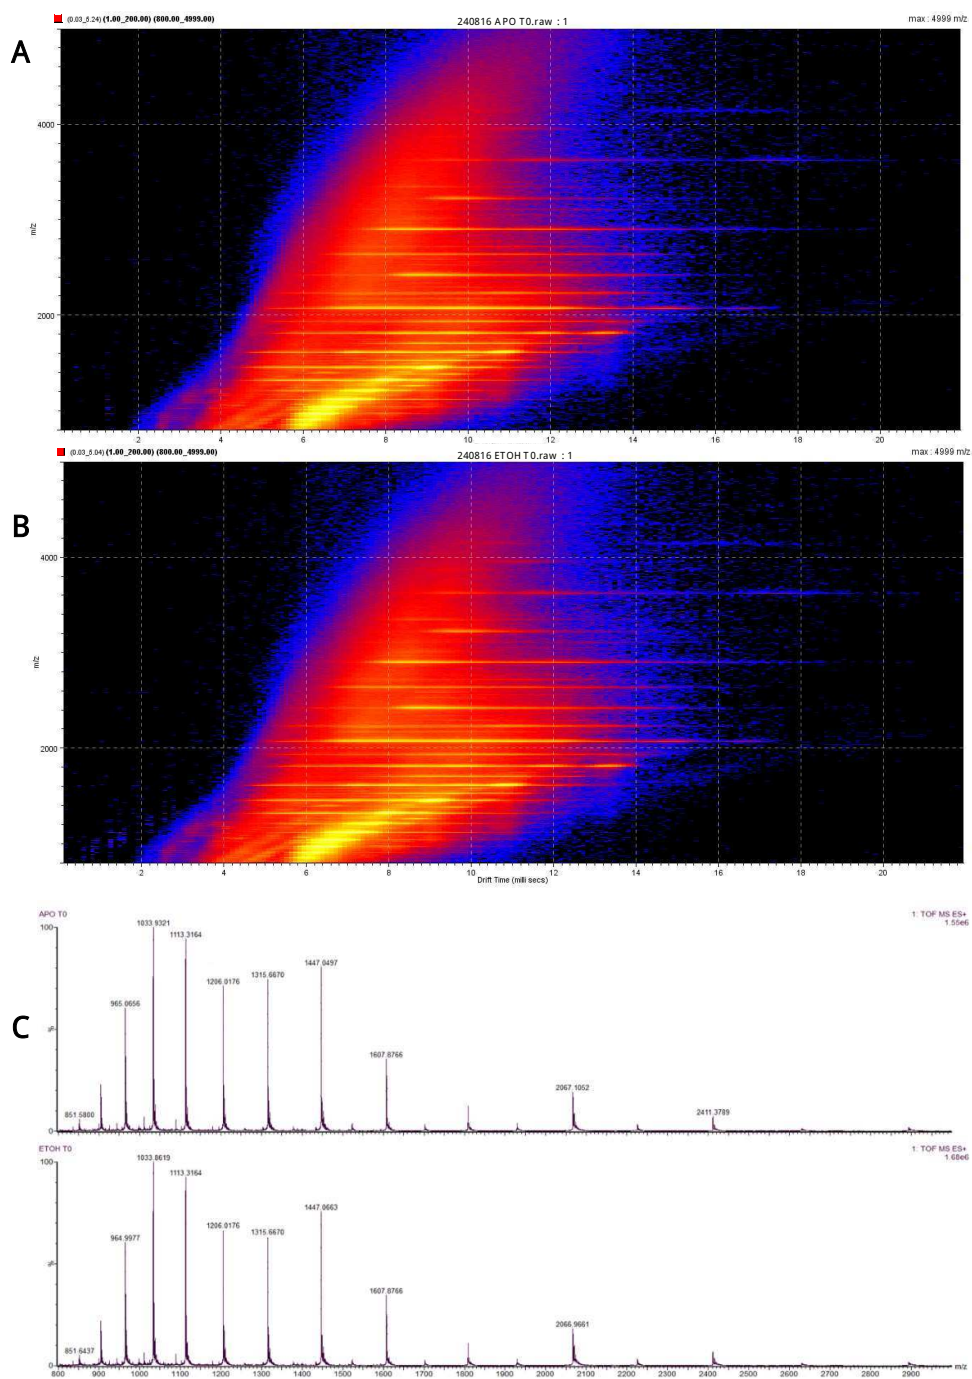 (0.03_5.24) (1.00_200.00) (800.00_4999.00) 240816 APO T0.raw : 1 max : 4999 m/z
A
4000
m/z
2000
2 4 6 8 10 12 14 16 18 20
(0.03_5.04) (1.00_200.00) (800.00_4999.00) 240816 ETOH T0.raw : 1 max : 4999 m/z
B
4000
m/z
2000
2 4 6 8 10 12 14 16 18 20
Drift Time (milli secs)
APO T0 1: TOF MS ES+
1.55e6
100
1033.9321
1113.3164
1447.0497
1315.6670
1206.0176
965.0656
C
%
1607.8766
2067.1052
2411.3789
851.5800
0
ETOH T0 1: TOF MS ES+
1.68e6
100
1033.8619
1113.3164
1447.0663
1206.0176
1315.6670
964.9977
%
1607.8766
2066.9661
851.6437
0
800 900 1000 1100 1200 1300 1400 1500 1600 1700 1800 1900 2000 2100 2200 2300 2400 2500 2600 2700 2800 2900 m/z